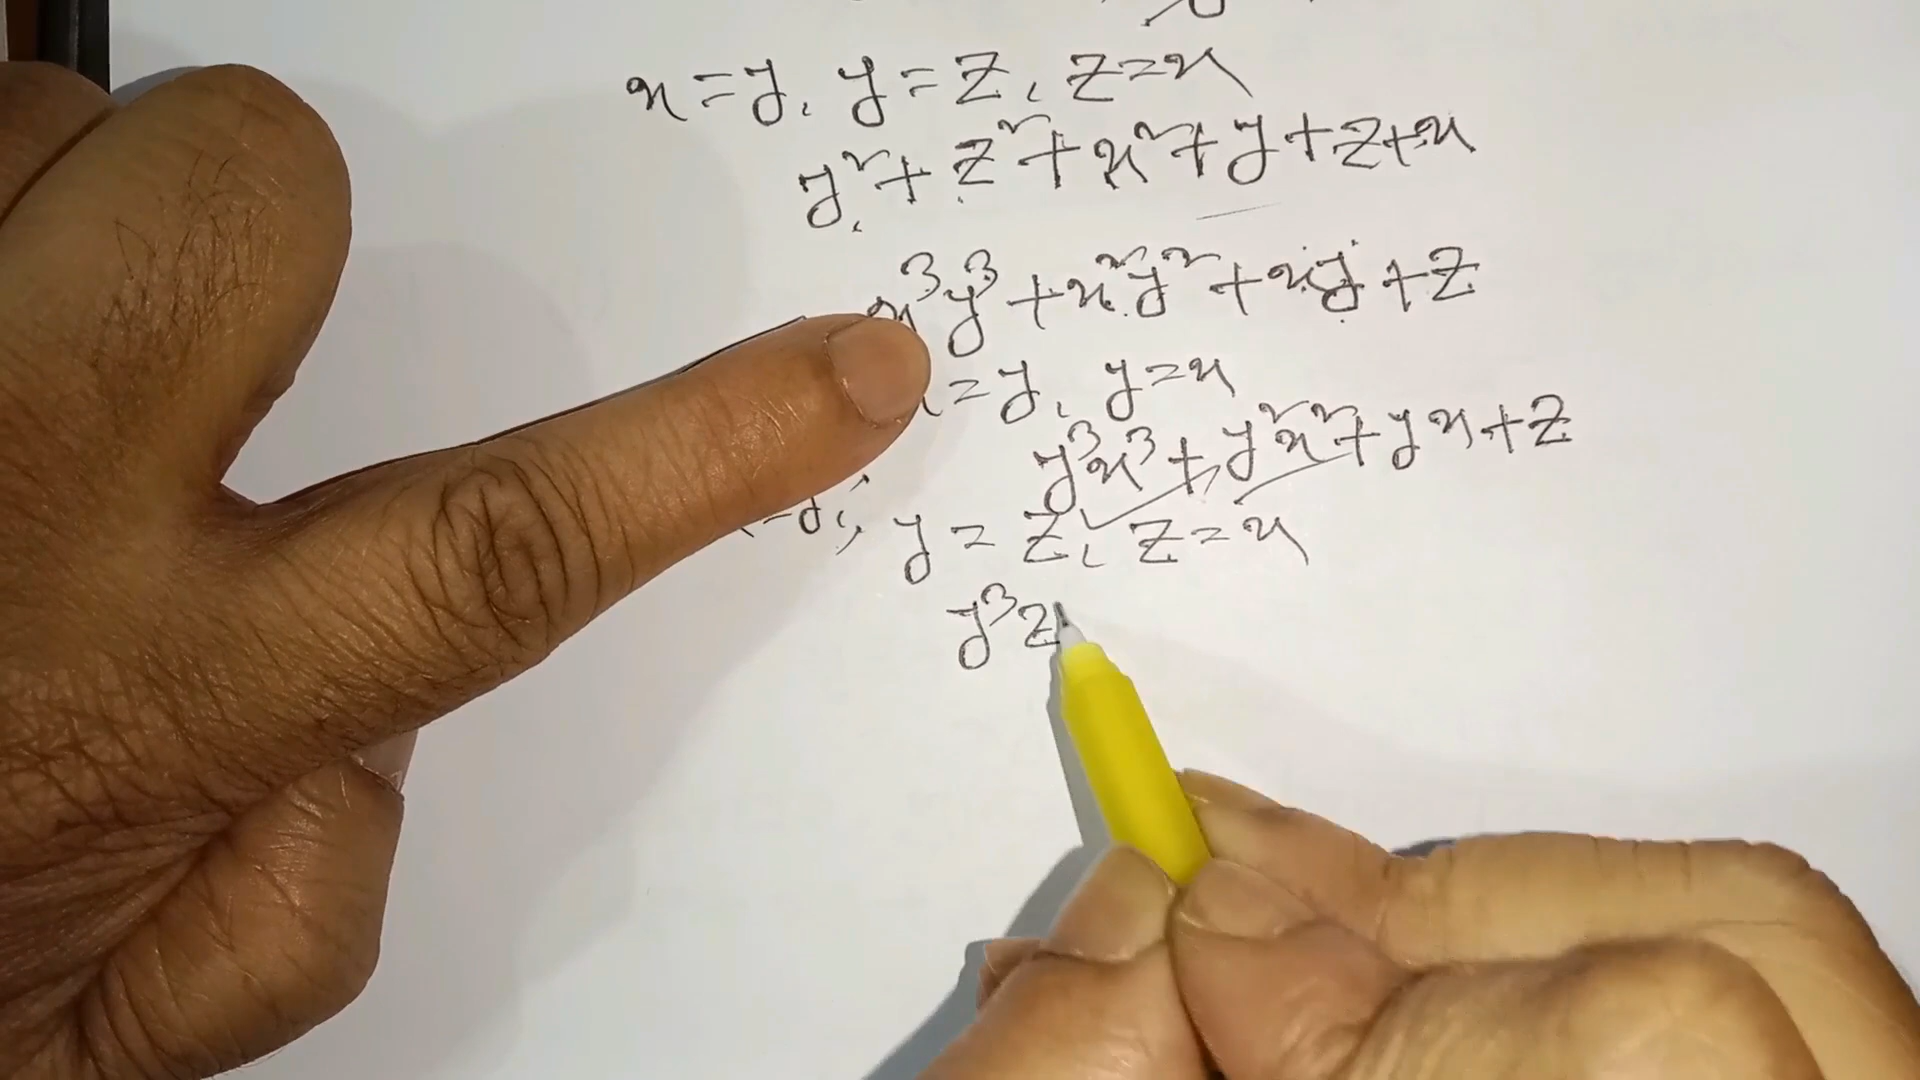 x = y, y = z, z = x
y² + z² + x² + y + z + x
x³y³ + x²y² + xy + z
= y, y = x
y³x³ + y²x² + yx + z
y = z, z = x
y³z